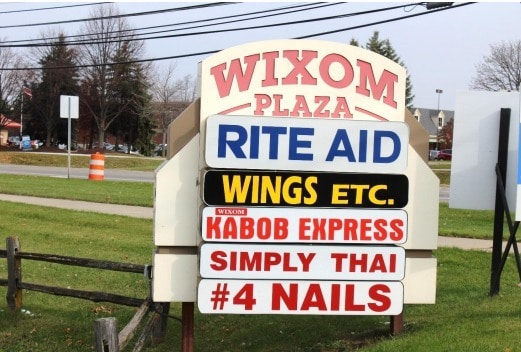 WIXOM
PLAZA
RITE AID
WINGS ETC.
WIXOM
KABOB EXPRESS
SIMPLY THAI
#4 NAILS